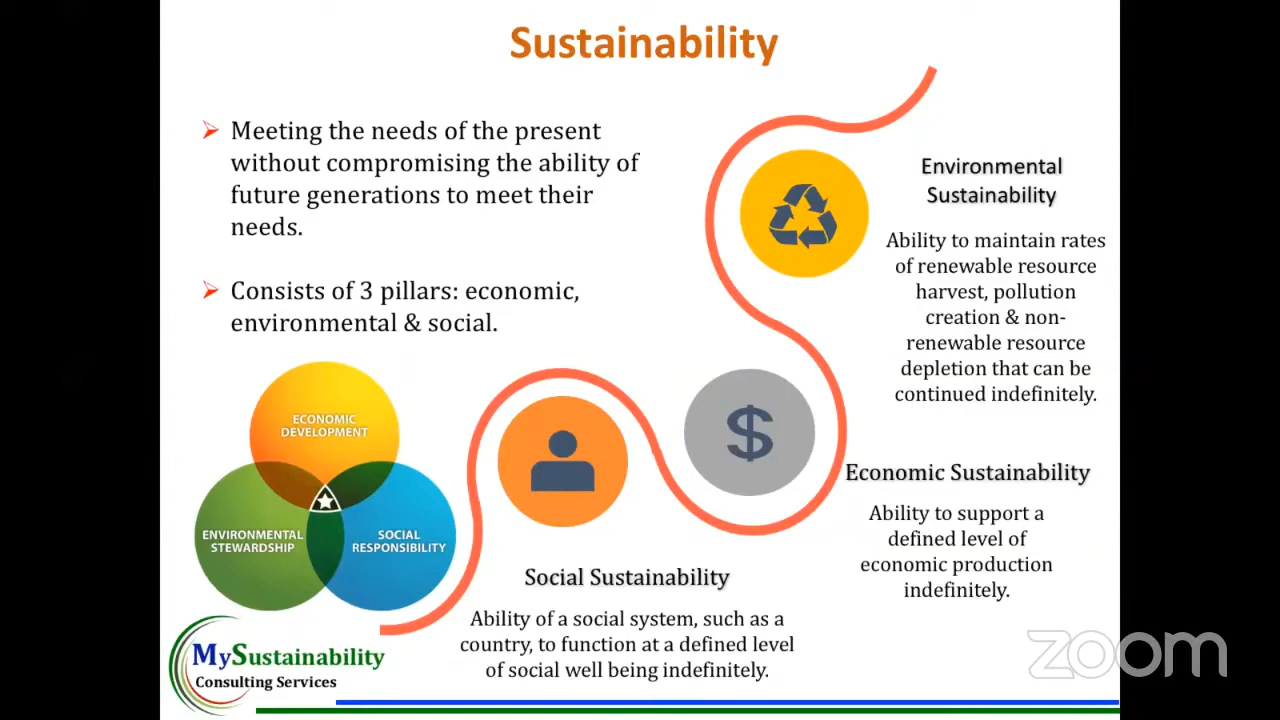 Sustainability
Meeting the needs of the present
without compromising the ability of
future generations to meet their
needs.
Consists of 3 pillars: economic,
environmental & social.
ECONOMIC
DEVELOPMENT
ENVIRONMENTAL
STEWARDSHIP
SOCIAL
RESPONSIBILITY
Social Sustainability
Ability of a social system, such as a
country, to function at a defined level
of social well being indefinitely.
$
Economic Sustainability
Ability to support a
defined level of
economic production
indefinitely.
Environmental
Sustainability
Ability to maintain rates
of renewable resource
harvest, pollution
creation & non-
renewable resource
depletion that can be
continued indefinitely.
MySustainability
Consulting Services
zoom